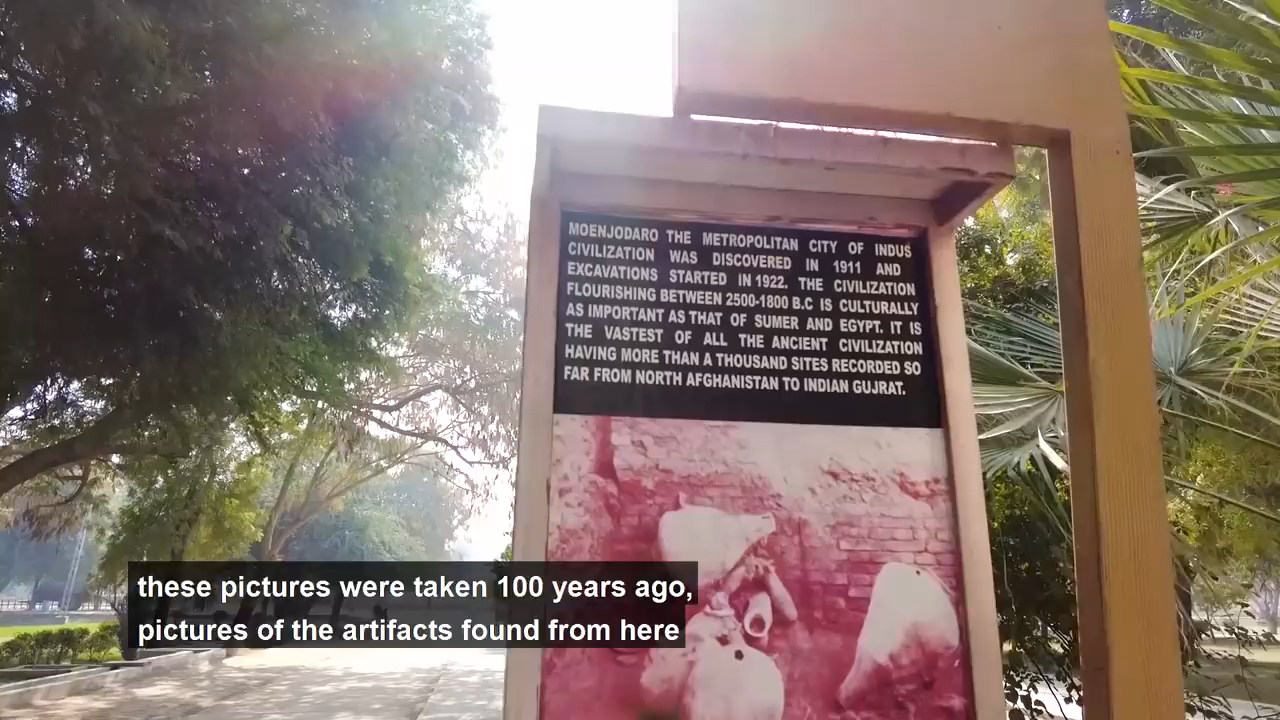 MOENJODARO THE METROPOLITAN CITY OF INDUS
CIVILIZATION WAS DISCOVERED IN 1911 AND
EXCAVATIONS STARTED IN 1922. THE CIVILIZATION
FLOURISHING BETWEEN 2500-1800 B.C IS CULTURALLY
AS IMPORTANT AS THAT OF SUMER AND EGYPT. IT IS
THE VASTEST OF ALL THE ANCIENT CIVILIZATION
HAVING MORE THAN A THOUSAND SITES RECORDED SO
FAR FROM NORTH AFGHANISTAN TO INDIAN GUJRAT.
these pictures were taken 100 years ago,
pictures of the artifacts found from here